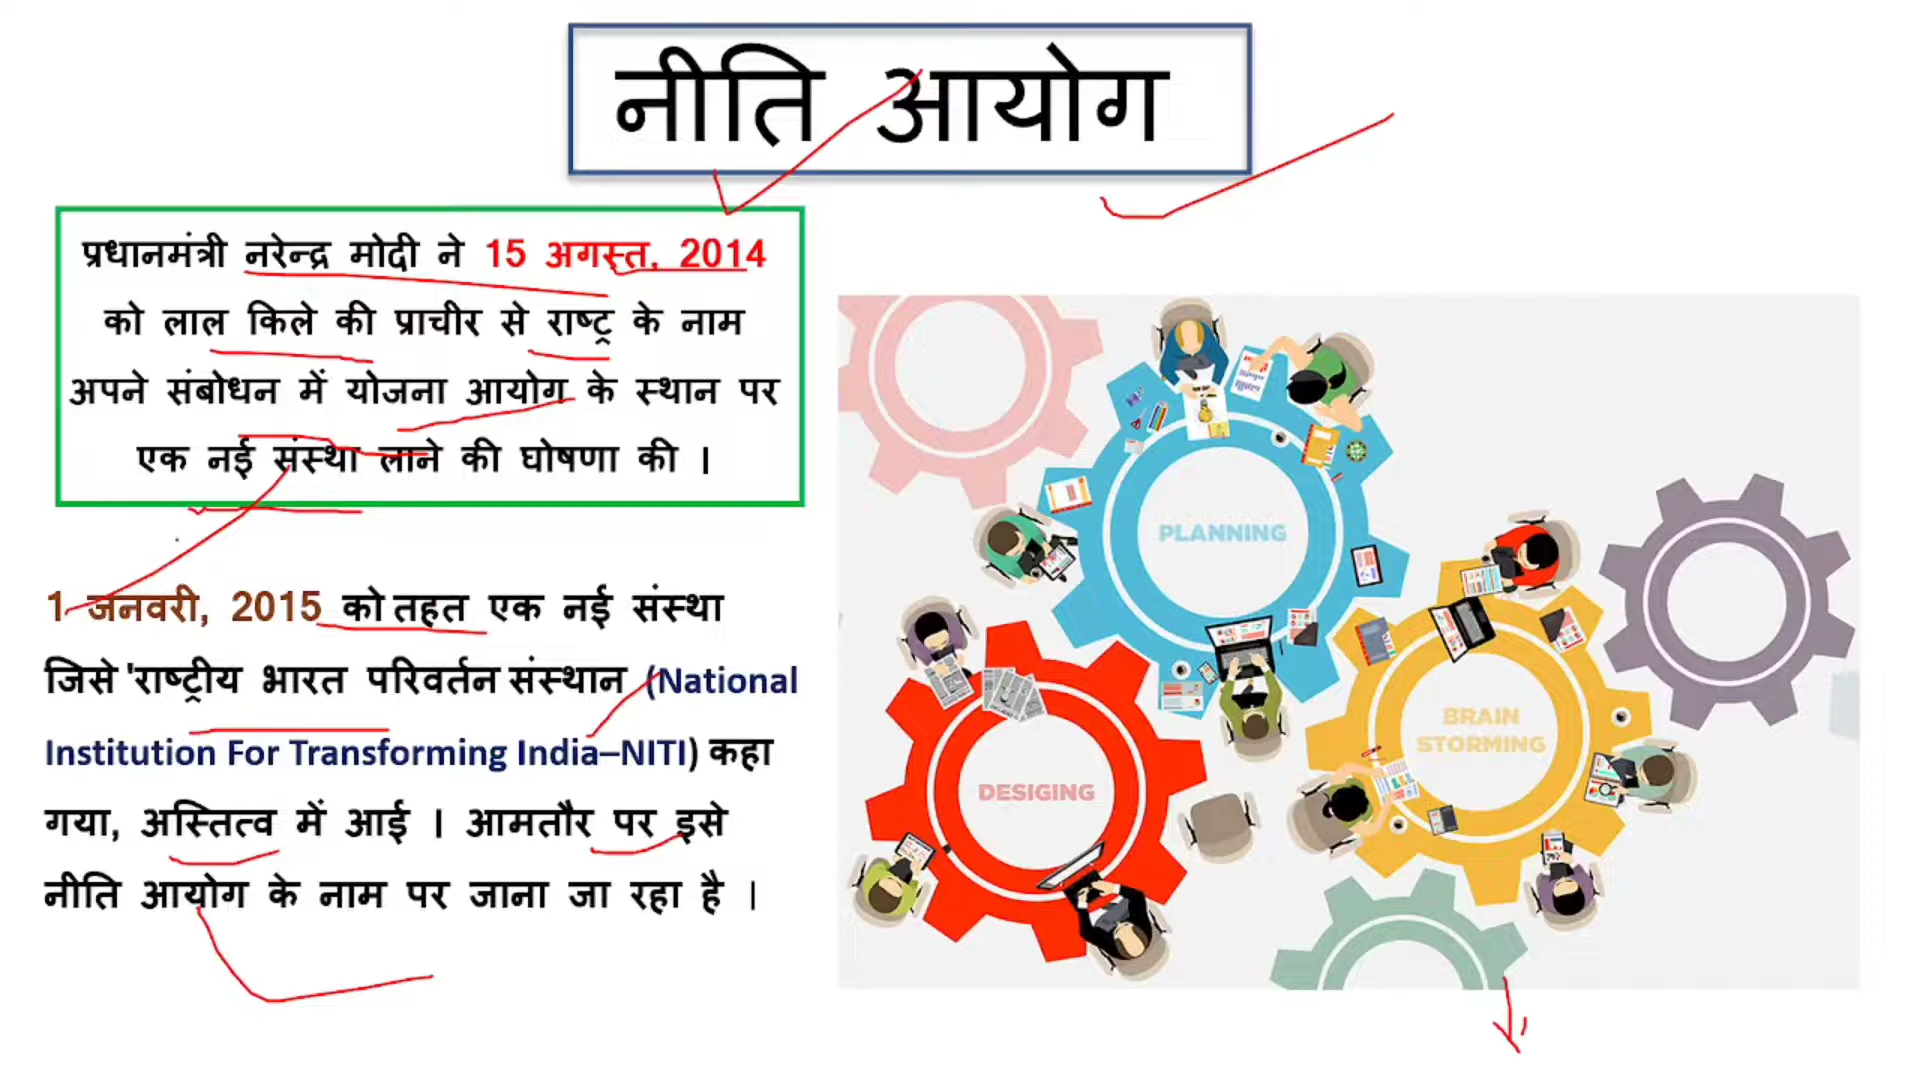 नीति आयोग
प्रधानमंत्री नरेन्द्र मोदी ने 15 अगस्त, 2014
को लाल किले की प्राचीर से राष्ट्र के नाम
अपने संबोधन में योजना आयोग के स्थान पर
एक नई संस्था लाने की घोषणा की ।
1 जनवरी, 2015 को तहत एक नई संस्था
जिसे 'राष्ट्रीय भारत परिवर्तन संस्थान (National
Institution For Transforming India–NITI) कहा
गया, अस्तित्व में आई । आमतौर पर इसे
नीति आयोग के नाम पर जाना जा रहा है ।
PLANNING
BRAIN
STORMING
DESIGING